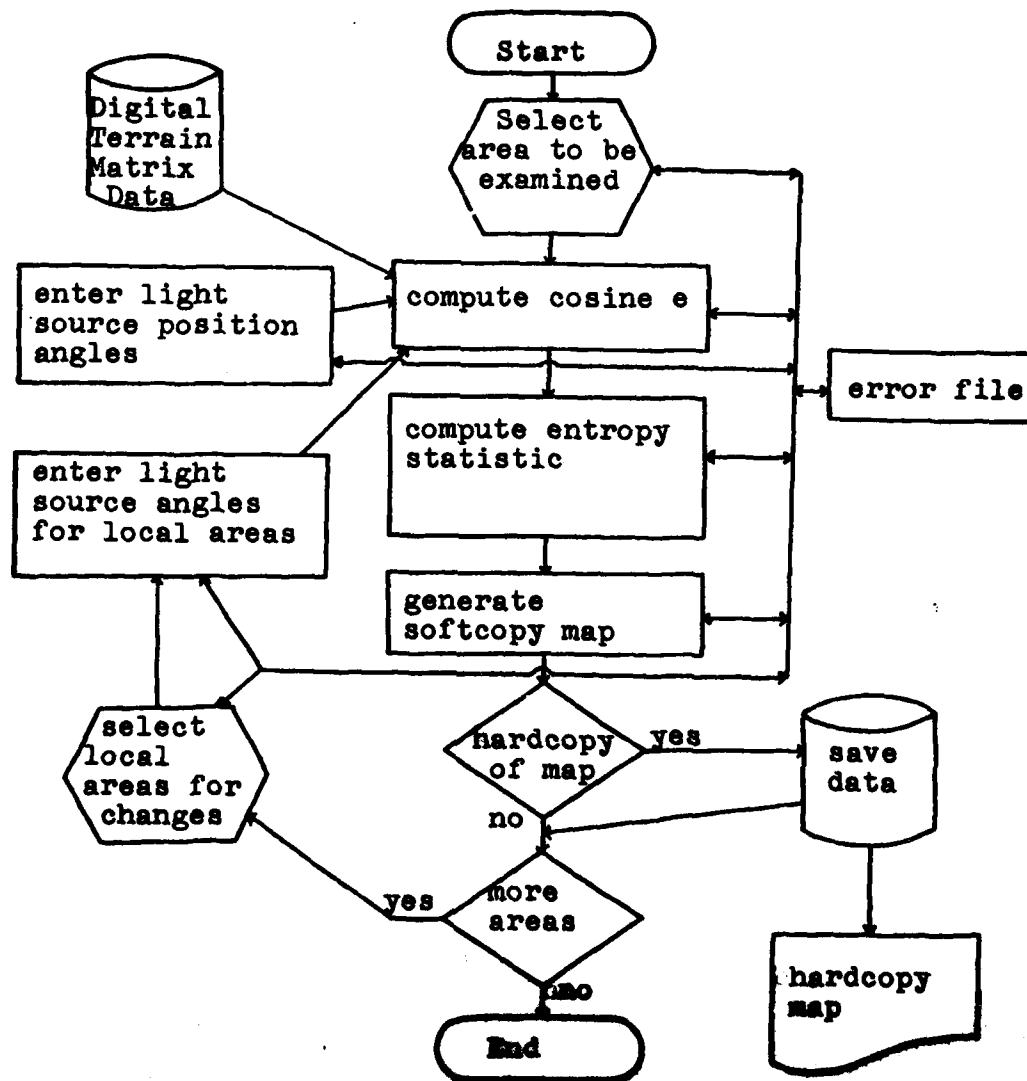 Start
Digital
Terrain
Matrix
Data
Select
area to be
examined
enter light
source position
angles
compute cosine e
error file
compute entropy
statistic
enter light
source angles
for local areas
generate
softcopy map
select
local
areas for
changes
hardcopy
of map
yes
save
data
no
more
areas
yes
no
hardcopy
map
End